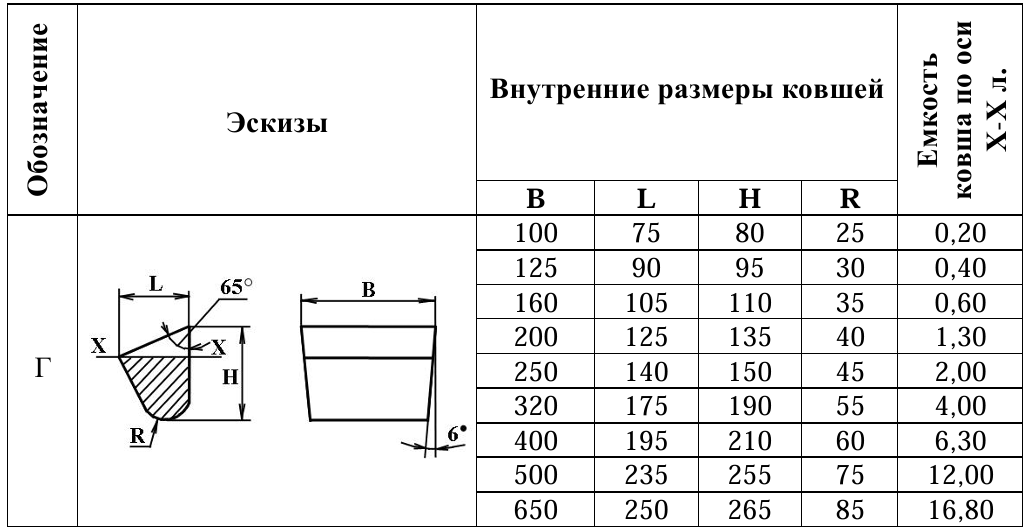 Обозначение
Эскизы
Внутренние размеры ковшей
Емкость
ковша по оси
X-X л.
B L H R
Г
L 65° B
X X
H
R 6°
100 75 80 25 0,20
125 90 95 30 0,40
160 105 110 35 0,60
200 125 135 40 1,30
250 140 150 45 2,00
320 175 190 55 4,00
400 195 210 60 6,30
500 235 255 75 12,00
650 250 265 85 16,80